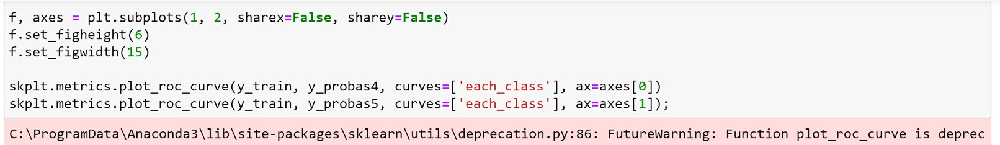 f, axes = plt.subplots(1, 2, sharex=False, sharey=False)
f.set_figheight(6)
f.set_figwidth(15)
skplt.metrics.plot_roc_curve(y_train, y_probas4, curves=['each_class'], ax=axes[0])
skplt.metrics.plot_roc_curve(y_train, y_probas5, curves=['each_class'], ax=axes[1]);
C:\ProgramData\Anaconda3\lib\site-packages\sklearn\utils\deprecation.py:86: FutureWarning: Function plot_roc_curve is deprec